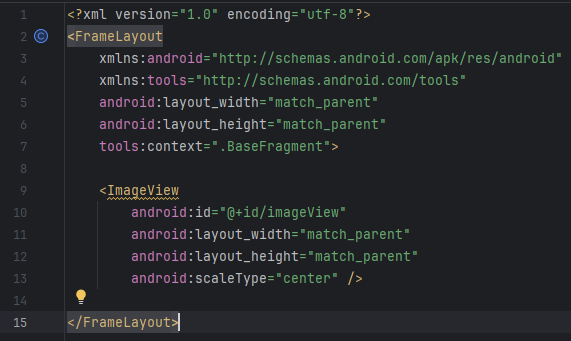 1 <?xml version="1.0" encoding="utf-8"?>
2 <FrameLayout
3 xmlns:android="http://schemas.android.com/apk/res/android"
4 xmlns:tools="http://schemas.android.com/tools"
5 android:layout_width="match_parent"
6 android:layout_height="match_parent"
7 tools:context=".BaseFragment">
8
9 <ImageView
10 android:id="@+id/imageView"
11 android:layout_width="match_parent"
12 android:layout_height="match_parent"
13 android:scaleType="center" />
14
15 </FrameLayout>